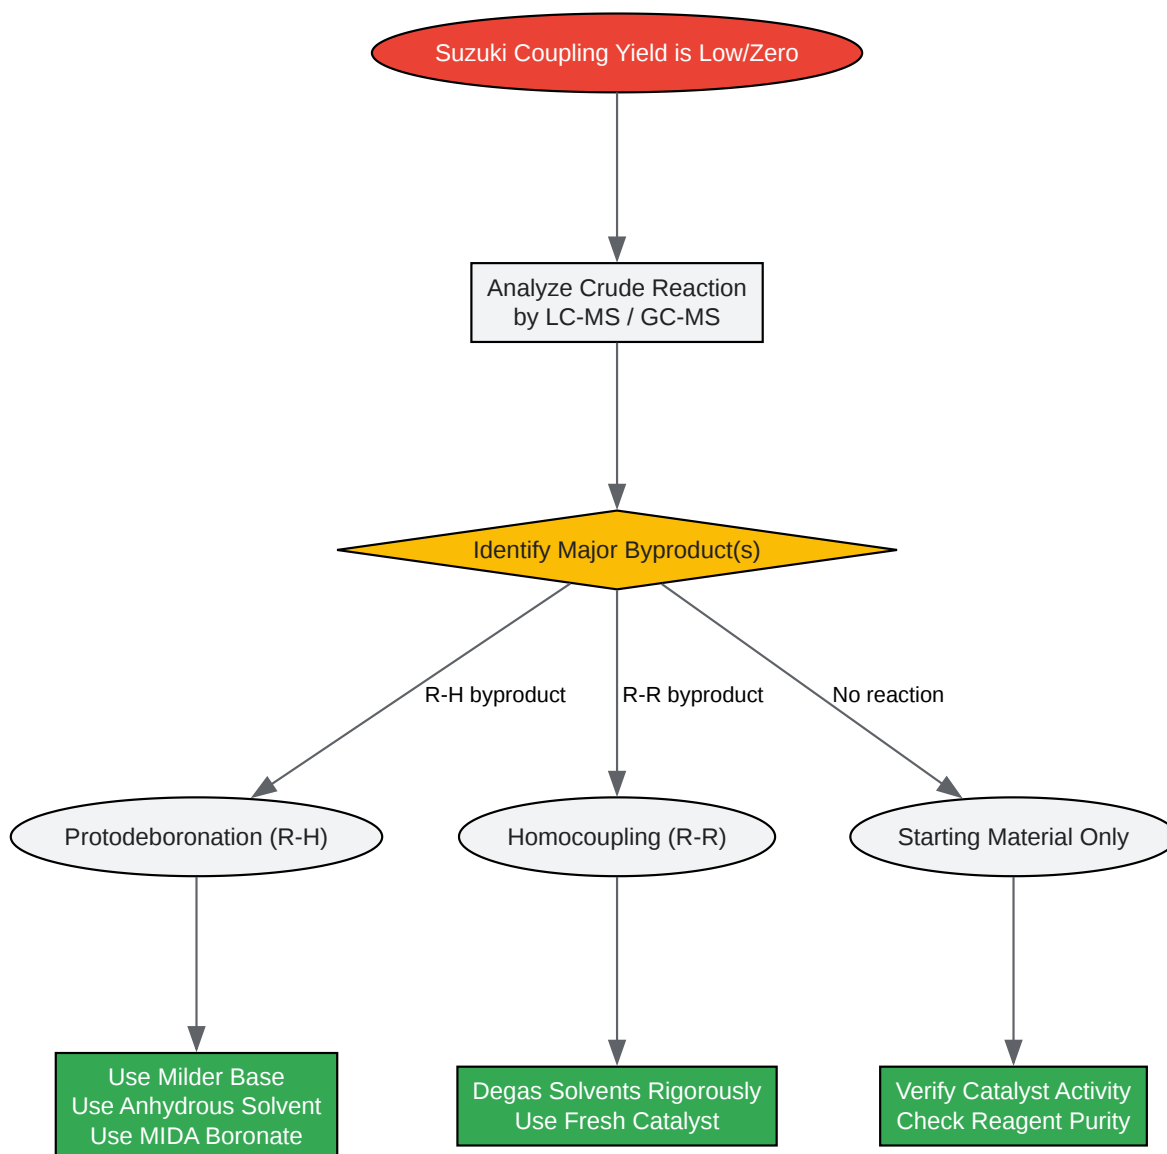 Suzuki Coupling Yield is Low/Zero
Analyze Crude Reaction
by LC-MS / GC-MS
Identify Major Byproduct(s)
R-H byproduct
R-R byproduct
No reaction
Protodeboronation (R-H)
Homocoupling (R-R)
Starting Material Only
Use Milder Base
Use Anhydrous Solvent
Use MIDA Boronate
Degas Solvents Rigorously
Use Fresh Catalyst
Verify Catalyst Activity
Check Reagent Purity